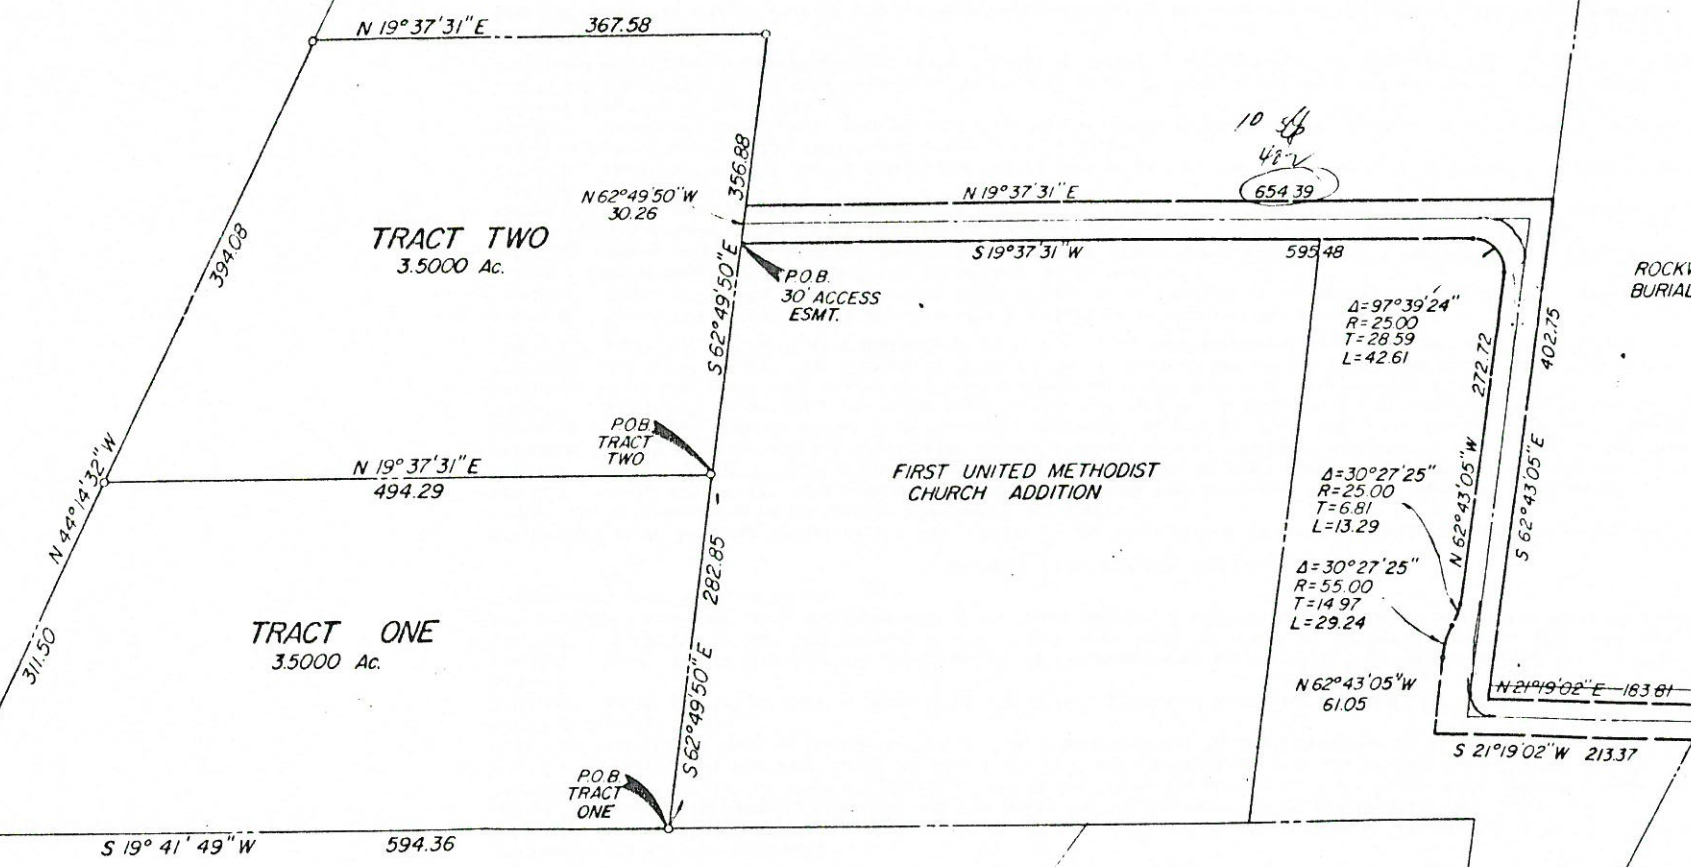 N 19°37'31"E 367.58
394.08
TRACT TWO
3.5000 Ac.
356.88
N 62°49'50"W
30.26
S 62°49'50"E
P.O.B.
30' ACCESS
ESMT.
N 19°37'31"E 654.39
10
S 19°37'31"W 595.48
ROCKW
BURIAL
Δ=97°39'24"
R=25.00
T=28.59
L=42.61
272.72
402.75
P.O.B.
TRACT
TWO
N 19°37'31"E
494.29
N 44°14'32"W
FIRST UNITED METHODIST
CHURCH ADDITION
Δ=30°27'25"
R=25.00
T=6.81
L=13.29
N 62°43'05"W
S 62°43'05"E
Δ=30°27'25"
R=55.00
T=14.97
L=29.24
282.85
TRACT ONE
3.5000 Ac.
311.50
S 62°49'50"E
N 62°43'05"W
61.05
N 21°19'02"E 183.81
S 21°19'02"W 213.37
P.O.B.
TRACT
ONE
S 19°41'49"W 594.36